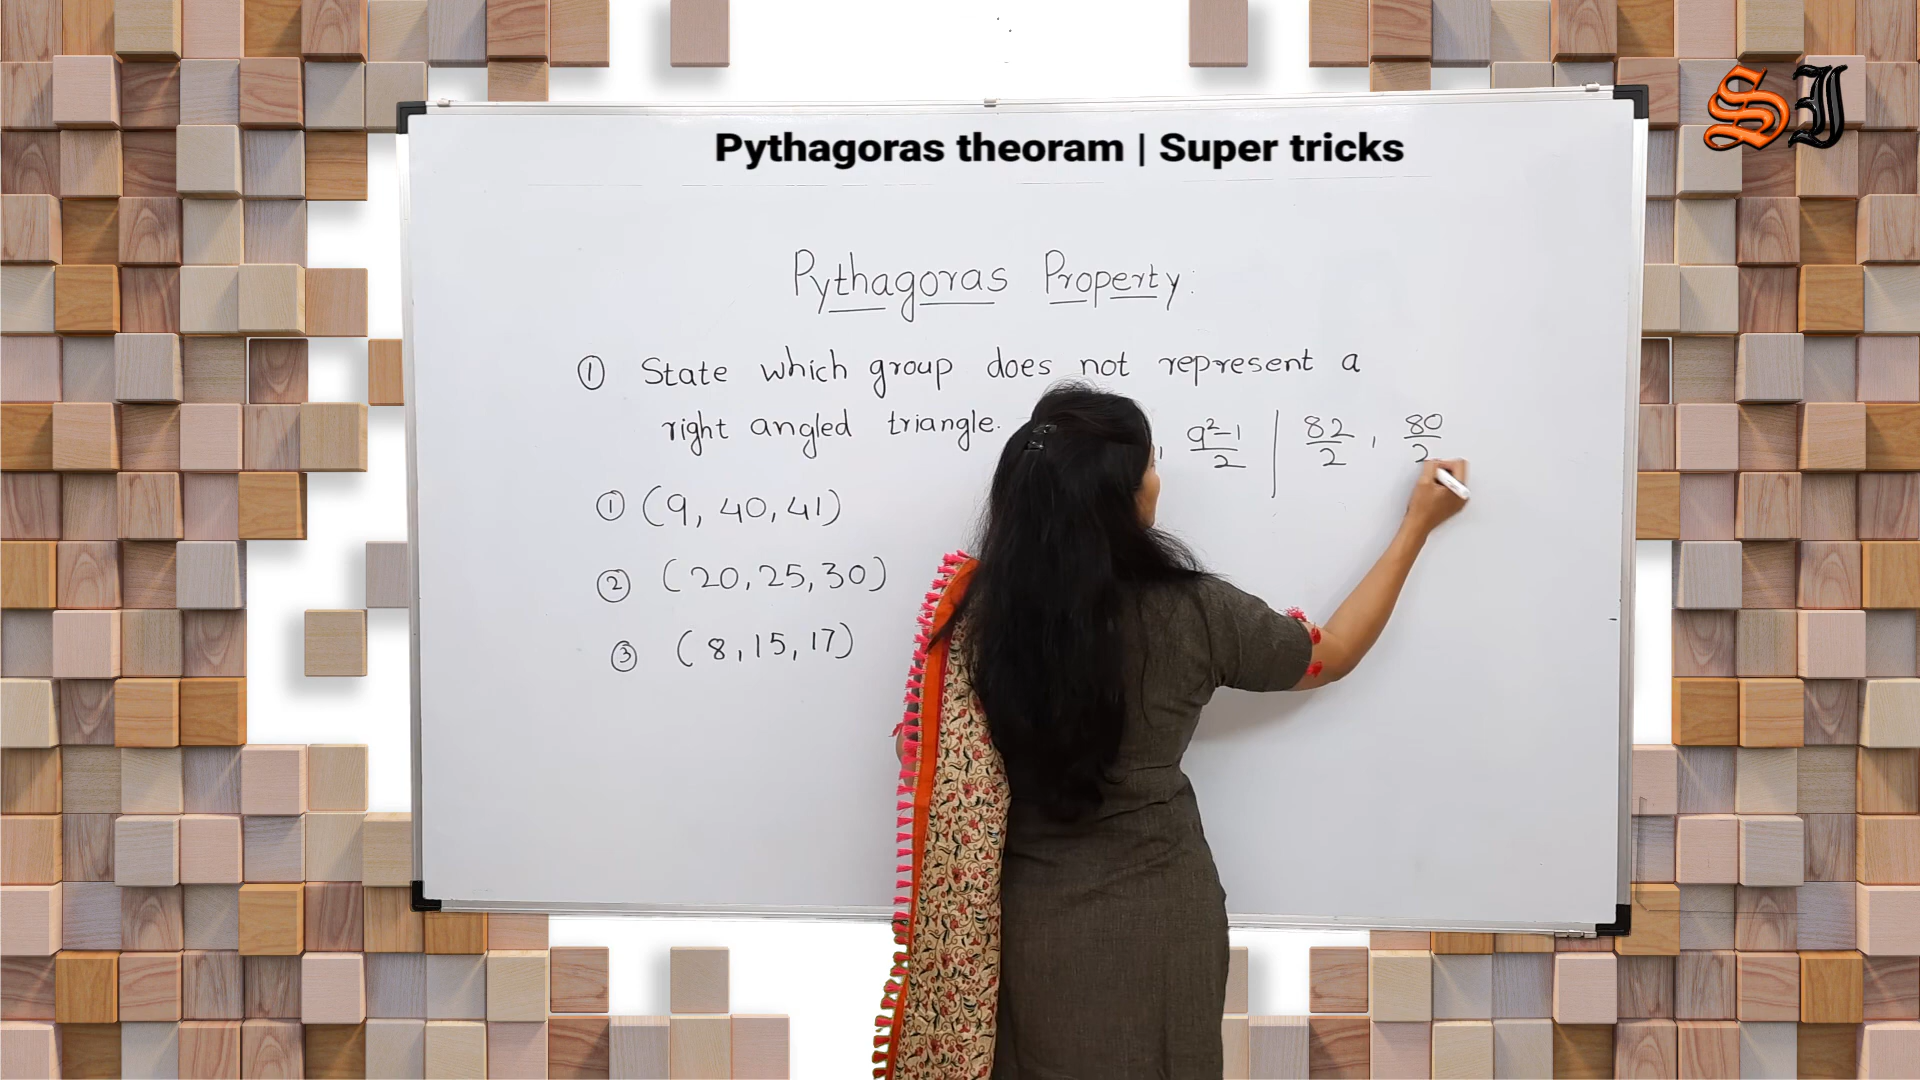 SJ
Pythagoras theoram | Super tricks
Pythagoras Property:
① State which group does not represent a
right angled triangle.
, 9²-1/2 | 82/2 , 80/2
① (9, 40, 41)
② (20, 25, 30)
③ (8, 15, 17)